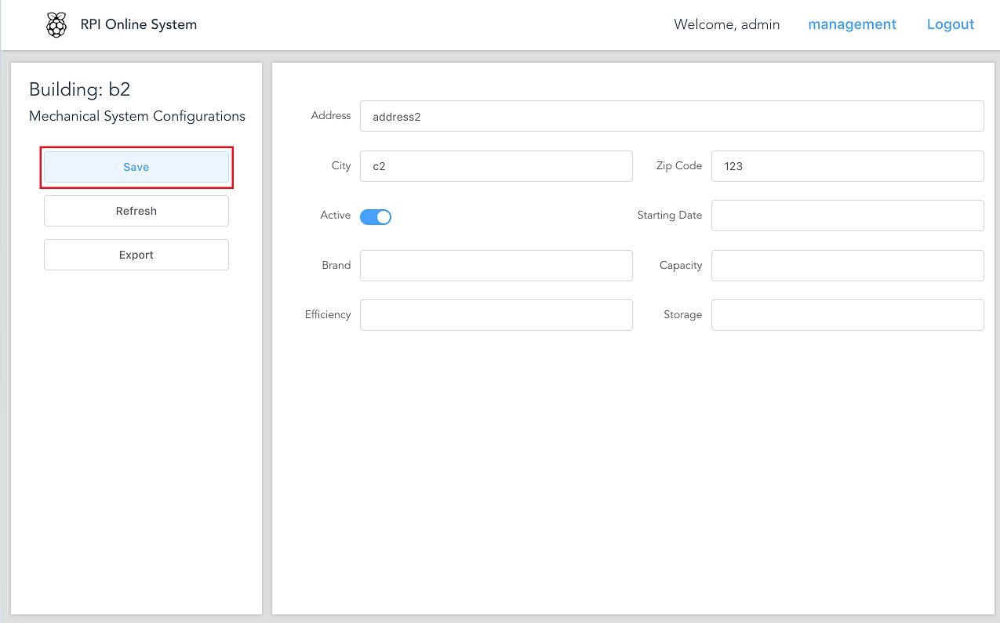 RPI Online System
Welcome, admin
management
Logout
Building: b2
Mechanical System Configurations
Save
Refresh
Export
Address address2
City c2 Zip Code 123
Active Starting Date
Brand Capacity
Efficiency Storage